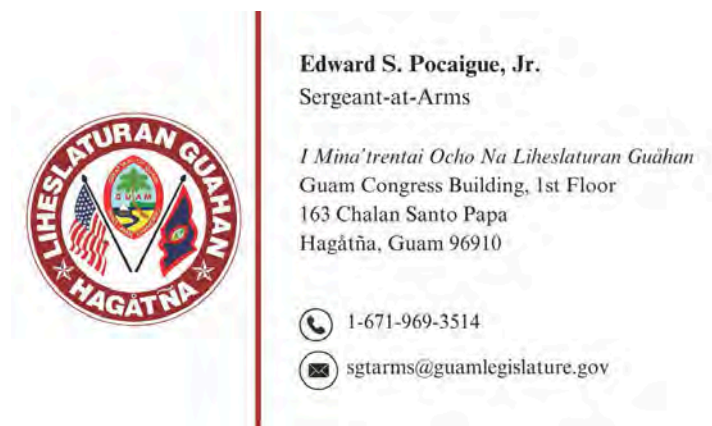 LIHESLATURAN GUAHAN
HAGÅTÑA
GUAM
Edward S. Pocaigue, Jr.
Sergeant-at-Arms
I Mina'trentai Ocho Na Liheslaturan Guåhan
Guam Congress Building, 1st Floor
163 Chalan Santo Papa
Hagåtña, Guam 96910
1-671-969-3514
sgtarms@guamlegislature.gov